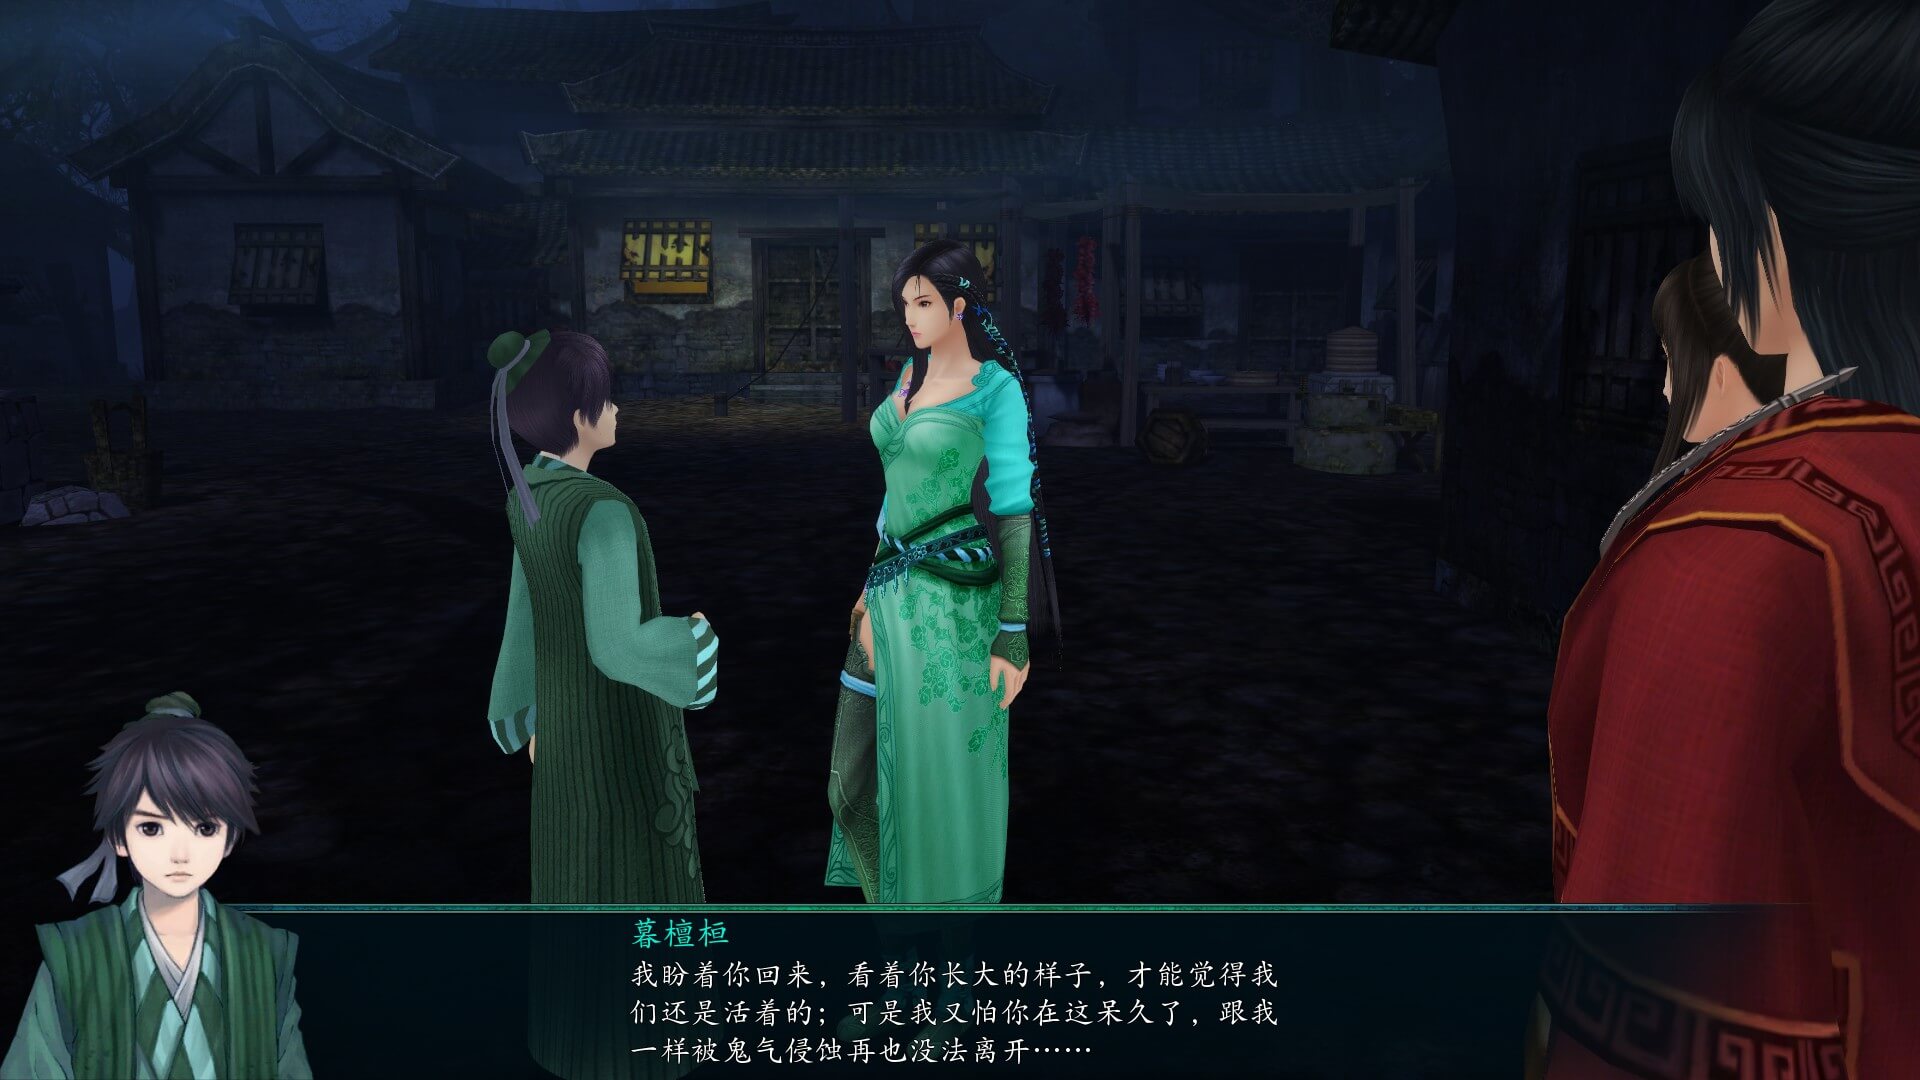 暮檀桓
我盼着你回来，看着你长大的样子，才能觉得我
们还是活着的；可是我又怕你在这呆久了，跟我
一样被鬼气侵蚀再也没法离开……